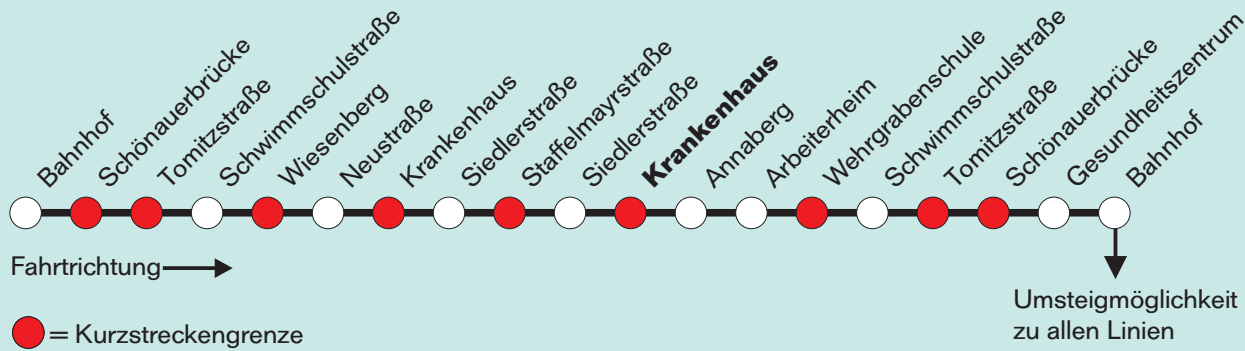 Bahnhof
Schönauerbrücke
Tomitzstraße
Schwimmschulstraße
Wiesenberg
Neustraße
Krankenhaus
Siedlerstraße
Staffelmayrstraße
Siedlerstraße
Krankenhaus
Annaberg
Arbeiterheim
Wehrgrabenschule
Schwimmschulstraße
Tomitzstraße
Schönauerbrücke
Gesundheitszentrum
Bahnhof
Fahrtrichtung
= Kurzstreckengrenze
Umsteigmöglichkeit
zu allen Linien